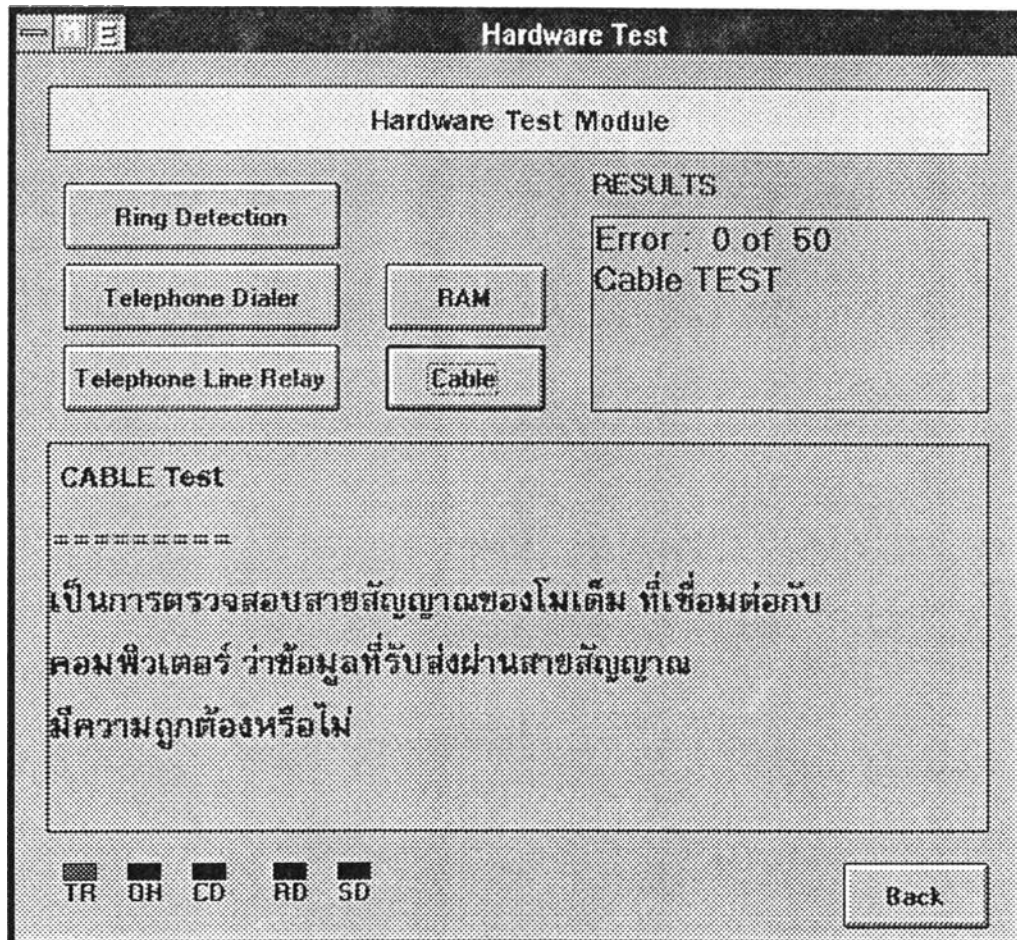 Hardware Test
Hardware Test Module
Ring Detection
Telephone Dialer
Telephone Line Relay
RAM
Cable
RESULTS
Error : 0 of 50
Cable TEST
CABLE Test
=========
เป็นการตรวจสอบสายสัญญาณของโมเด็ม ที่เชื่อมต่อกับ
คอมพิวเตอร์ ว่าข้อมูลที่รับส่งผ่านสายสัญญาณ
มีความถูกต้องหรือไม่
TR OH CD RD SD
Back